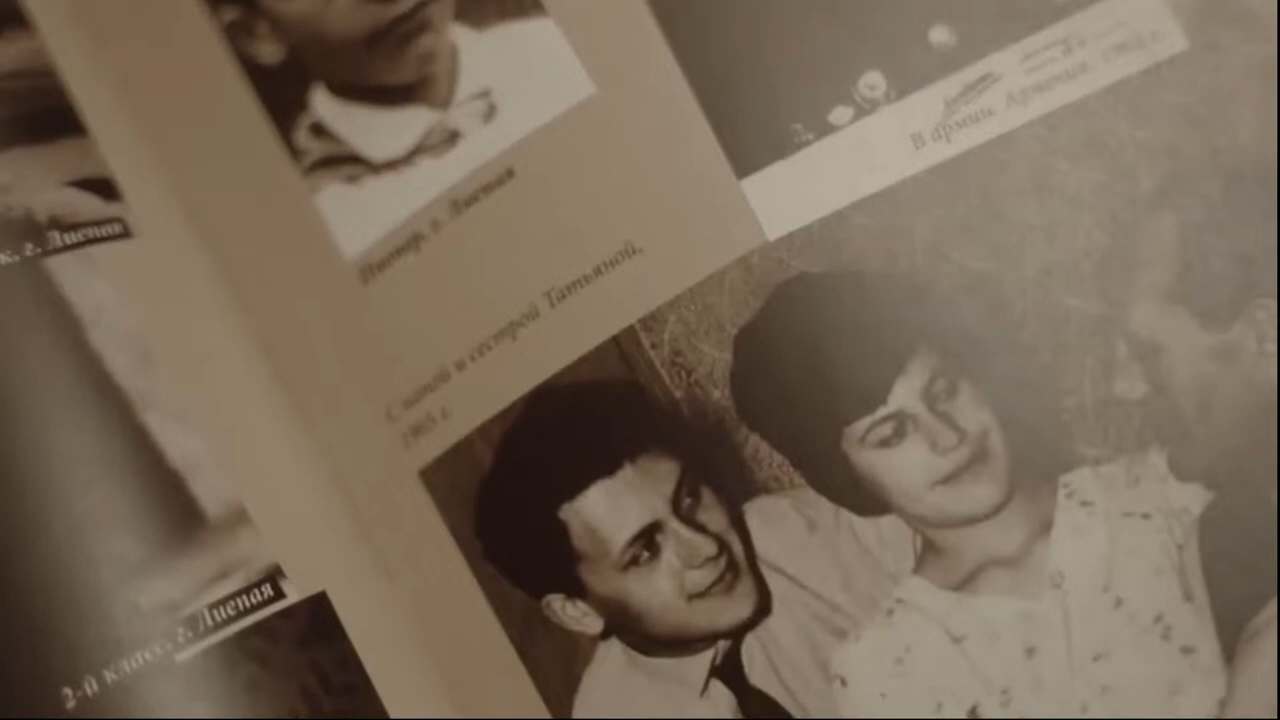 к, г. Лиепая
г. Лиепая
В армии. Армения,
С мамой и сестрой Татьяной,
1965 г.
2-й класс, г. Лиепая